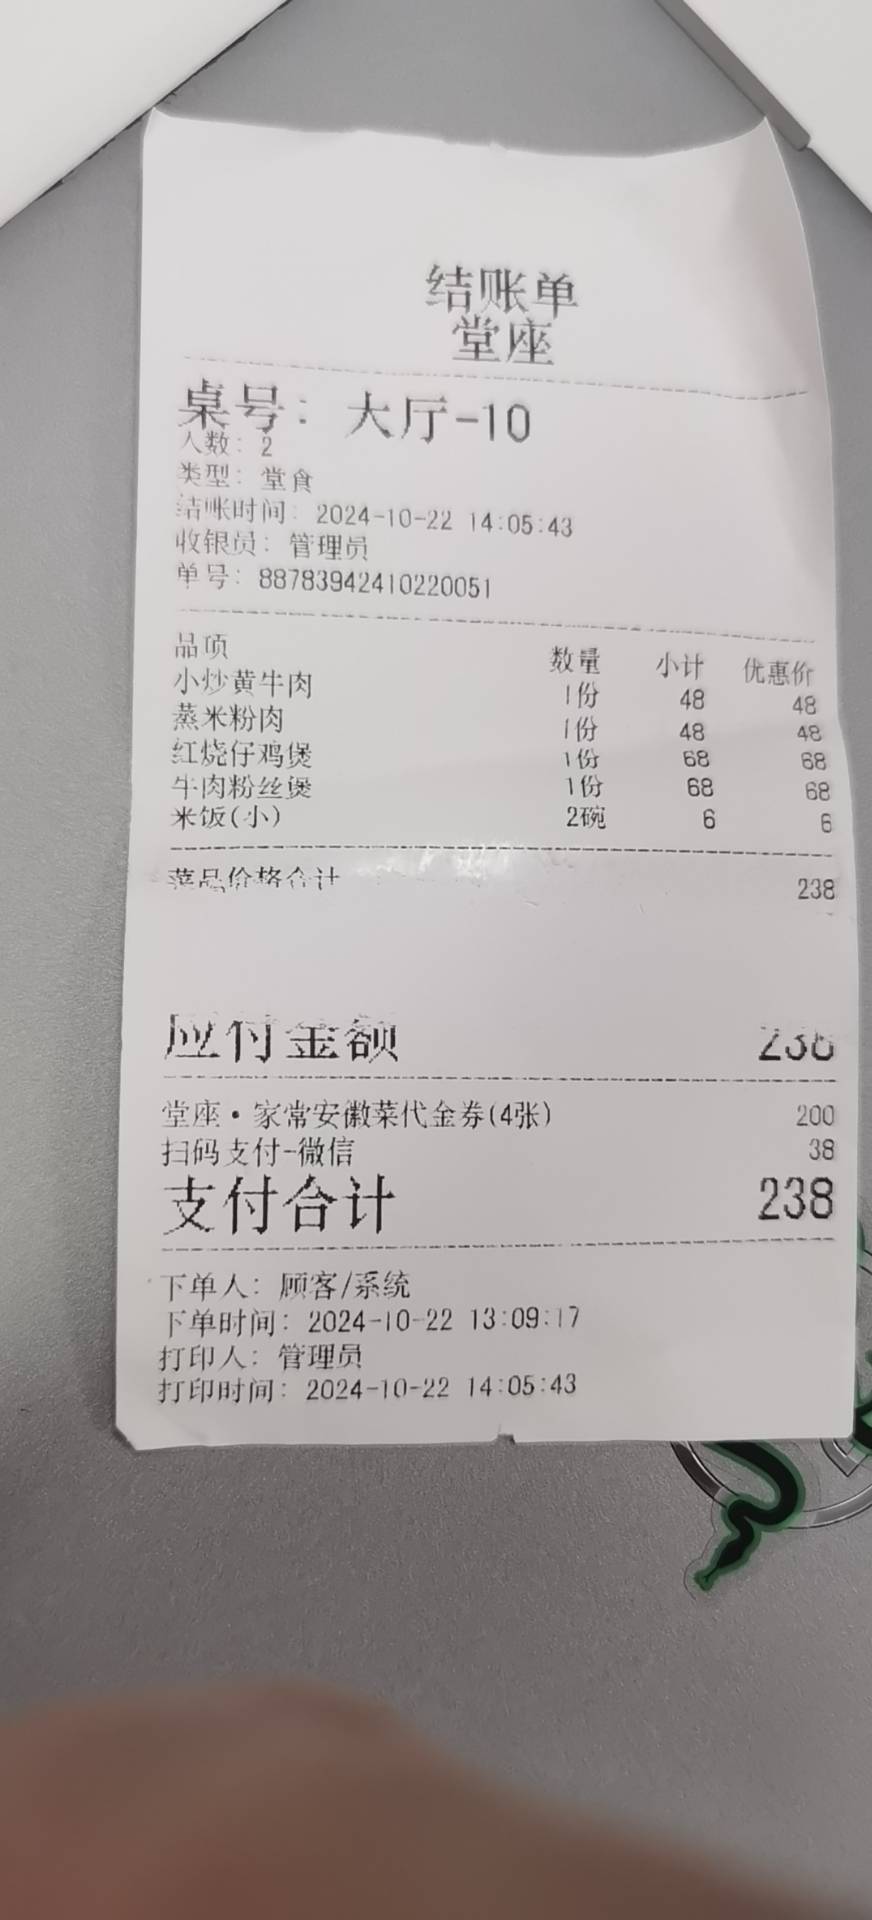 结账单
堂座
桌号: 大厅-10
人数: 2
类型: 堂食
结账时间: 2024-10-22 14:05:43
收银员: 管理员
单号: 88783942410220051
品项 数量 小计 优惠价
小炒黄牛肉 1份 48 48
蒸米粉肉 1份 48 48
红烧仔鸡煲 1份 68 68
牛肉粉丝煲 1份 68 68
米饭(小) 2碗 6 6
菜品价格合计 238
应付金额 238
堂座·家常安徽菜代金券(4张) 200
扫码支付-微信 38
支付合计 238
下单人: 顾客/系统
下单时间: 2024-10-22 13:09:17
打印人: 管理员
打印时间: 2024-10-22 14:05:43